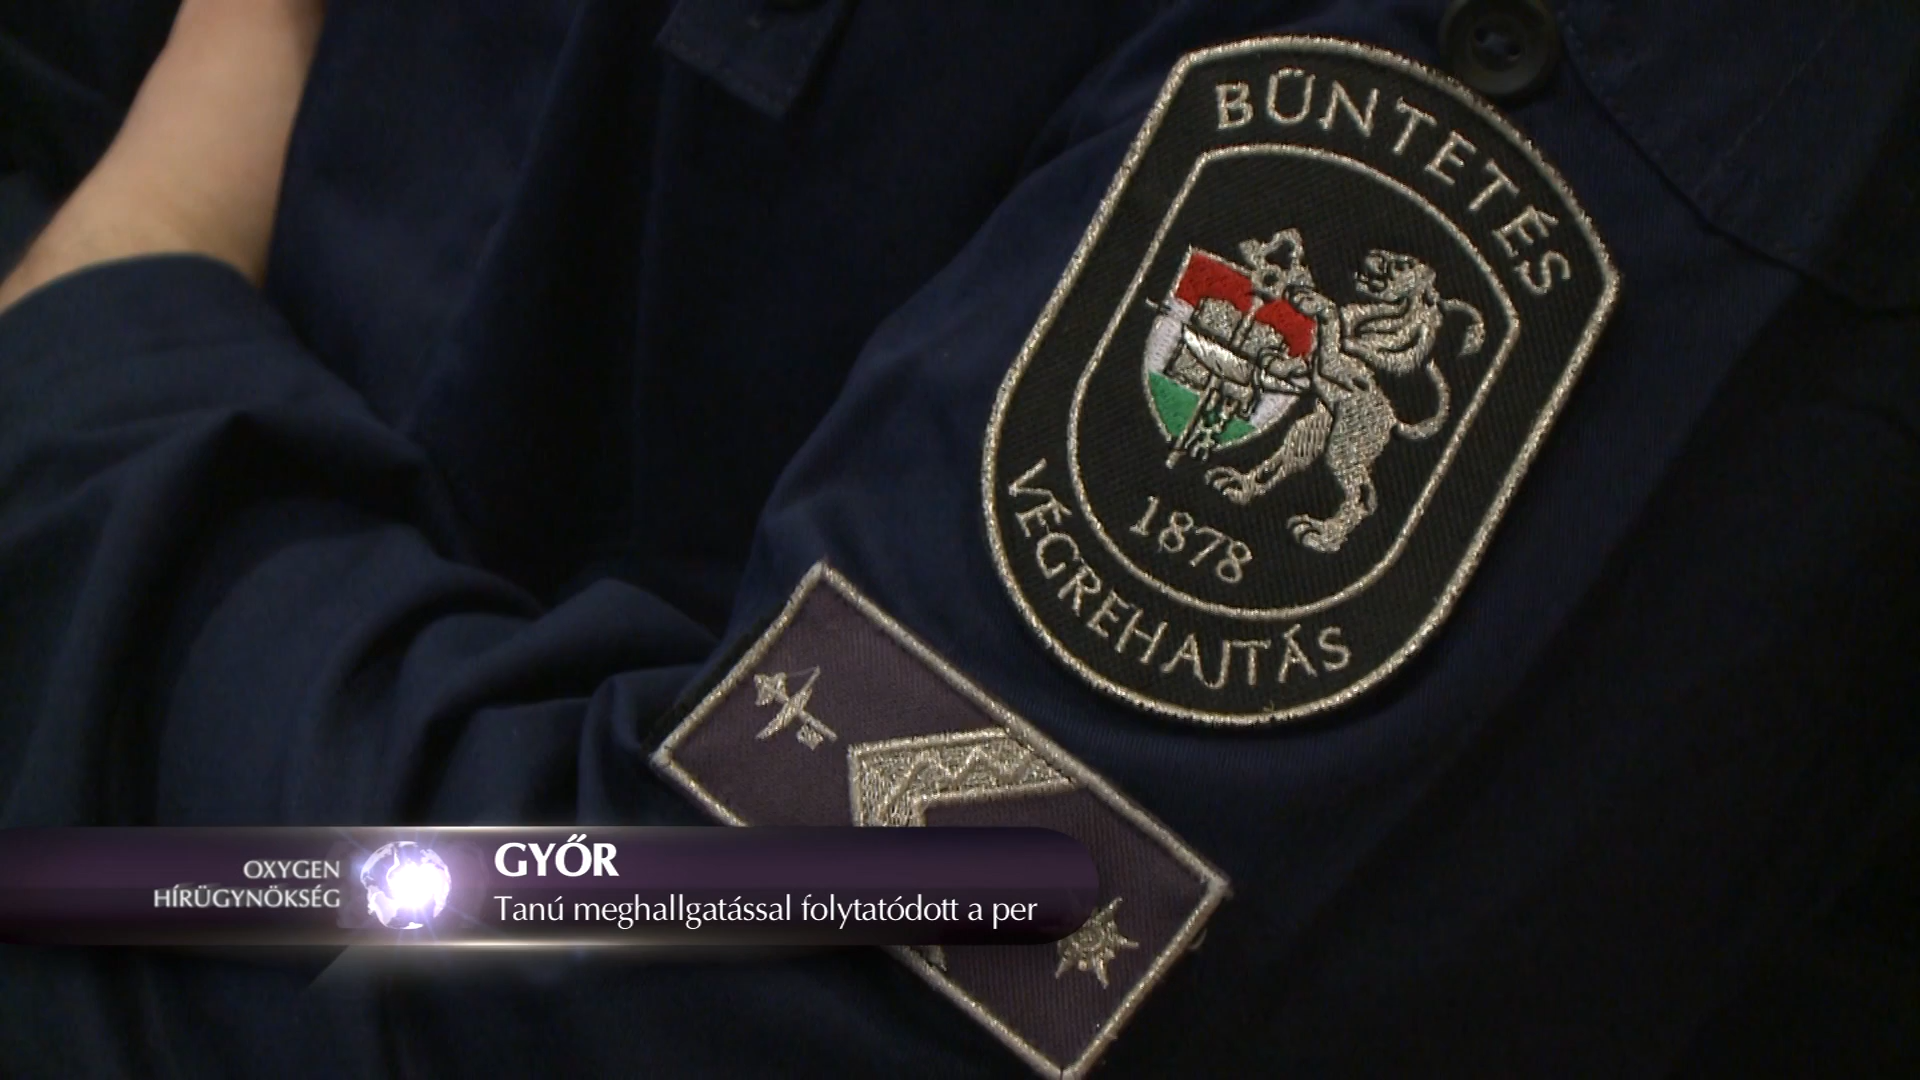 BÜNTETÉS
1878
VÉGREHAJTÁS
OXYGEN
HÍRÜGYNÖKSÉG
GYŐR
Tanú meghallgatással folytatódott a per